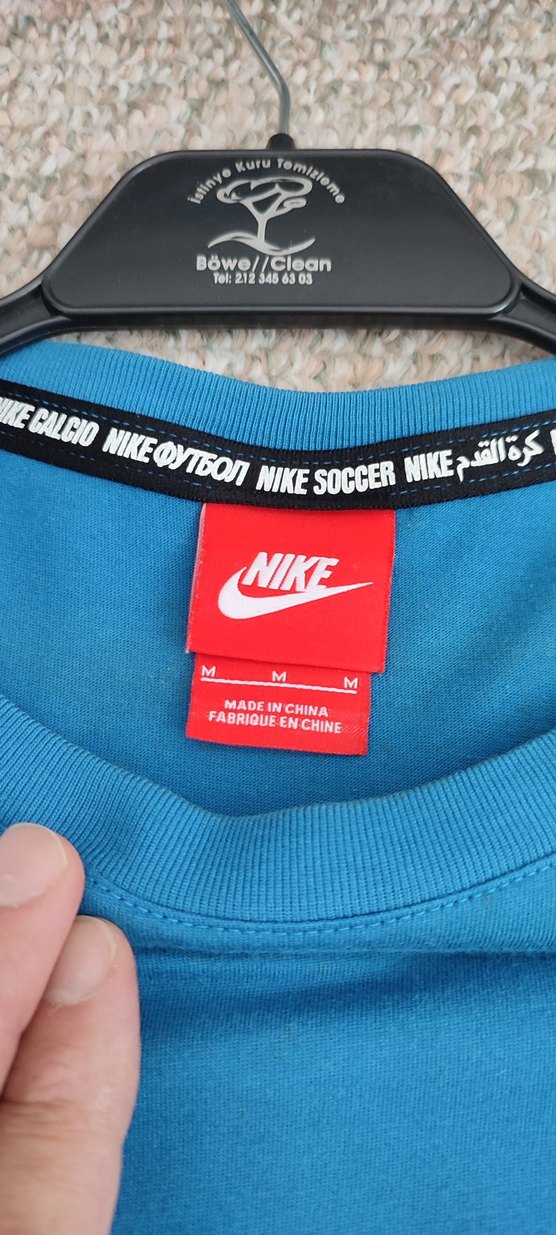 İstinye Kuru Temizleme
Böwe//Clean
Tel: 212 345 63 03
NIKE CALCIO NIKE ФУТБОЛ NIKE SOCCER NIKE كرة القدم
NIKE
M M M
MADE IN CHINA
FABRIQUE EN CHINE